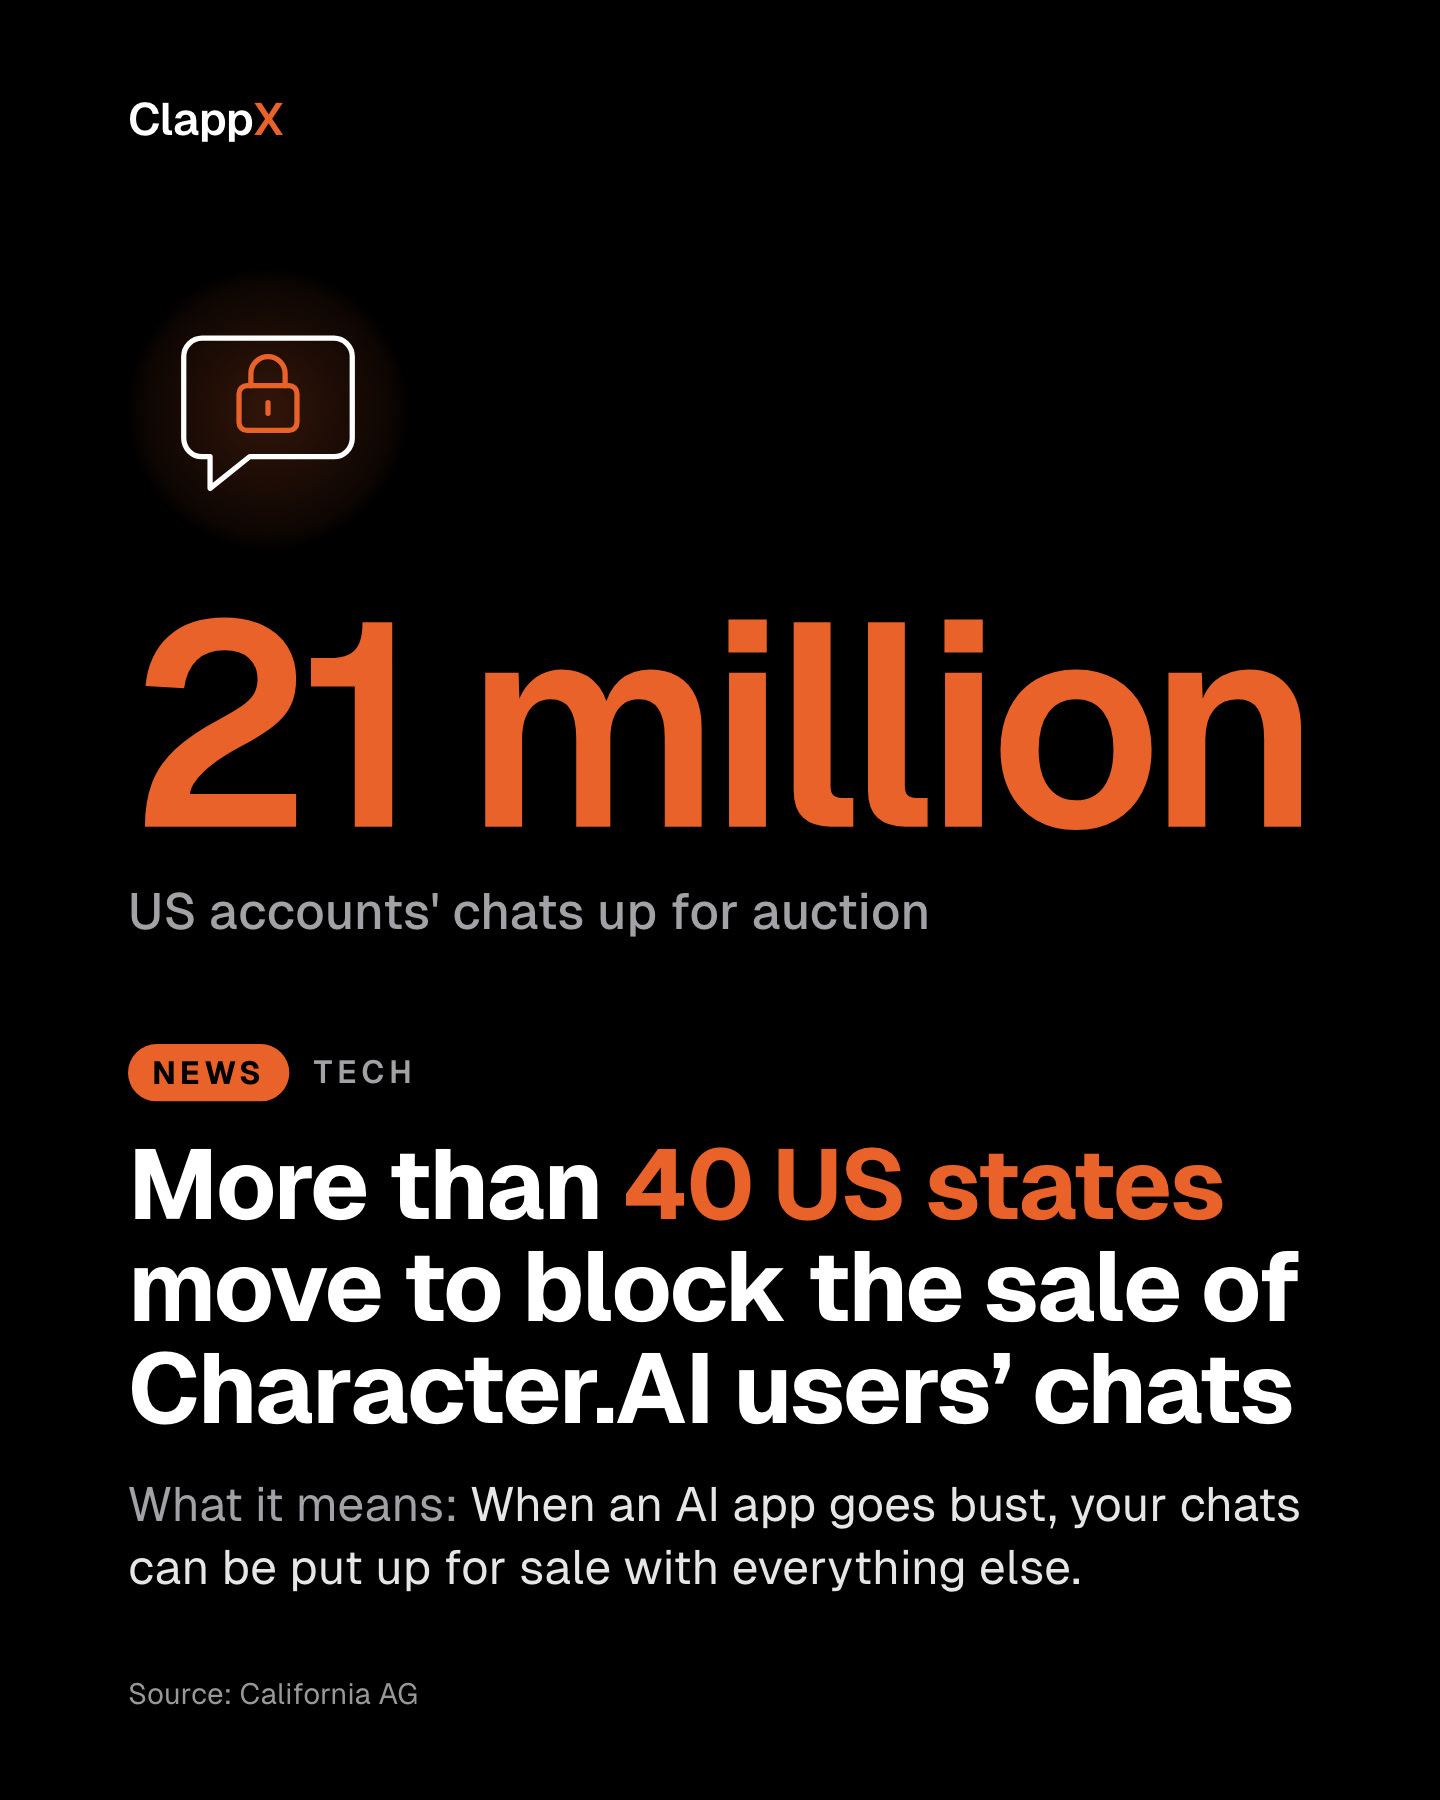 ClappX
21 million
US accounts' chats up for auction
NEWS TECH
More than 40 US states
move to block the sale of
Character.AI users’ chats
What it means: When an AI app goes bust, your chats
can be put up for sale with everything else.
Source: California AG